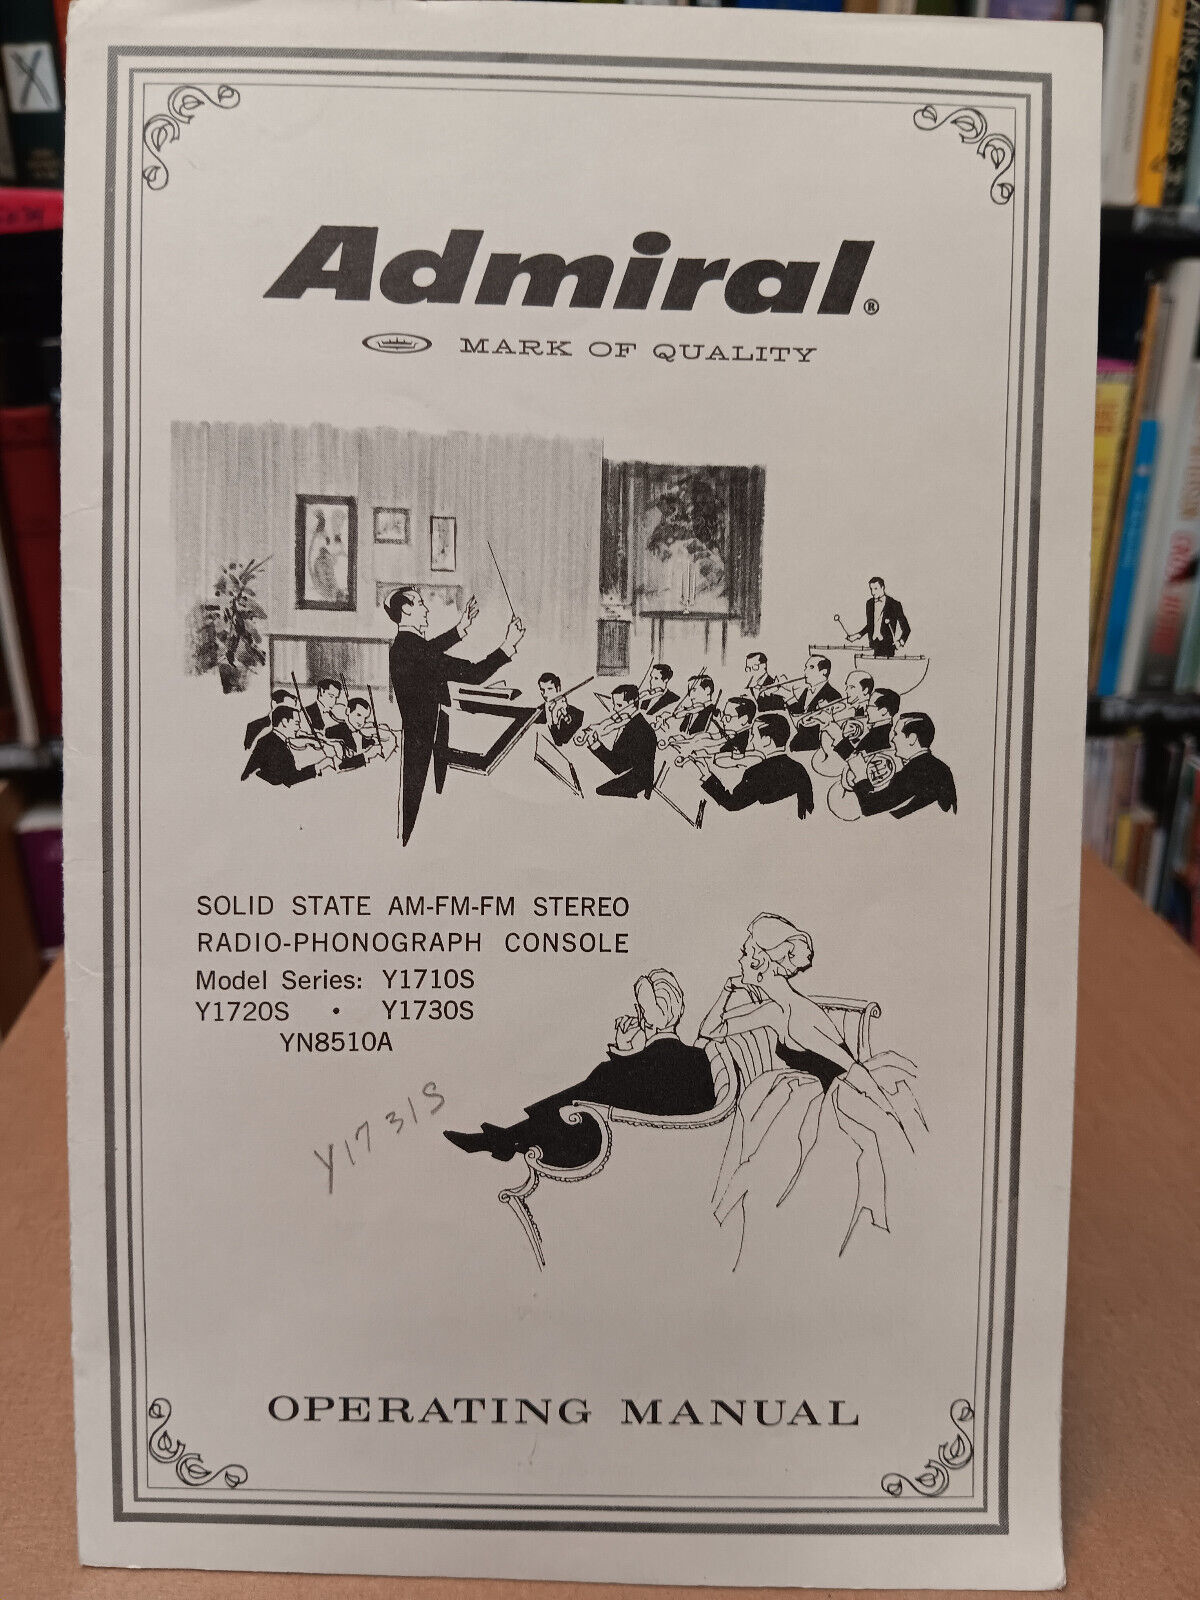 Admiral®
MARK OF QUALITY
SOLID STATE AM-FM-FM STEREO
RADIO-PHONOGRAPH CONSOLE
Model Series: Y1710S
Y1720S • Y1730S
YN8510A
Y1731S
OPERATING MANUAL
X